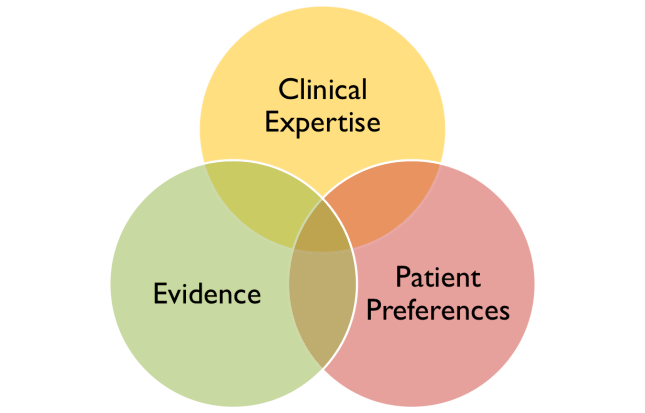 Clinical
Expertise
Evidence
Patient
Preferences